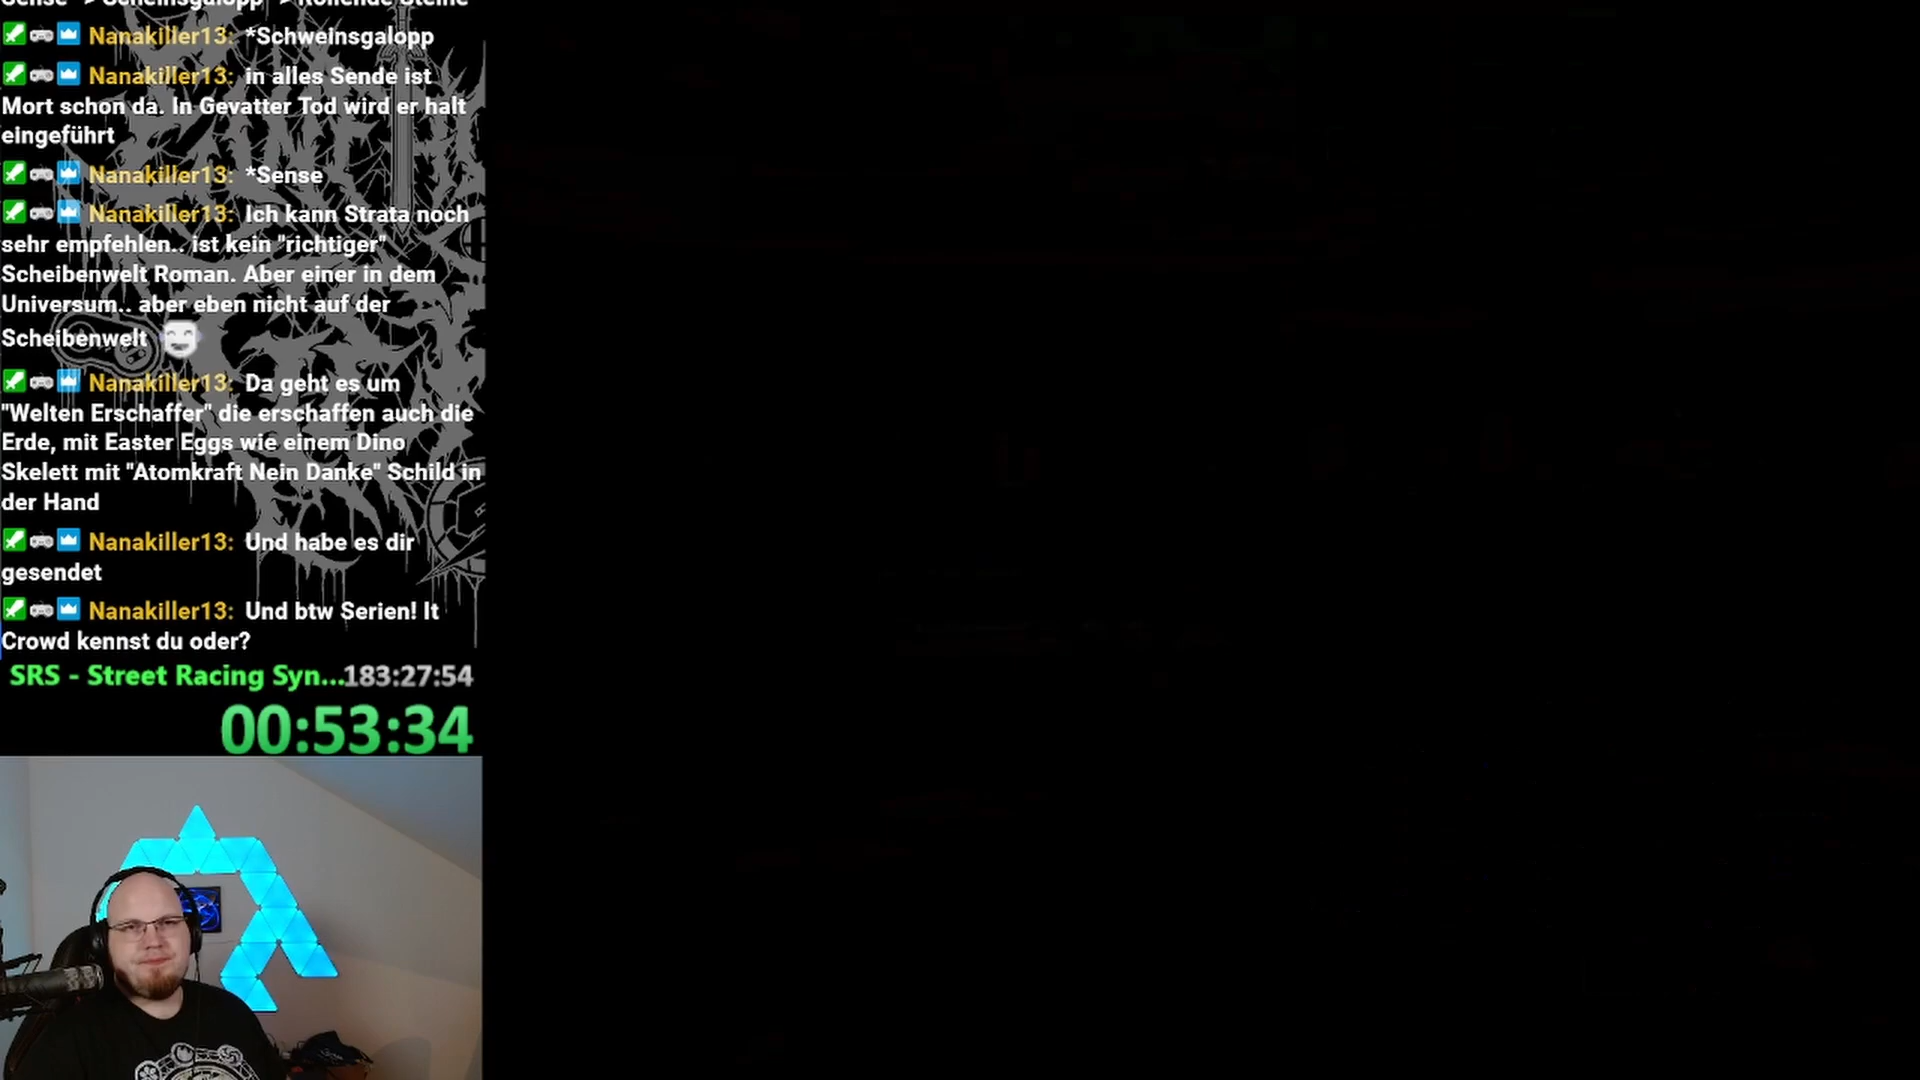 Sense -> Scheinsgalopp -> Rollende Steine
Nanakiller13: *Schweinsgalopp
Nanakiller13: in alles Sende ist
Mort schon da. In Gevatter Tod wird er halt
eingeführt
Nanakiller13: *Sense
Nanakiller13: Ich kann Strata noch
sehr empfehlen.. ist kein "richtiger"
Scheibenwelt Roman. Aber einer in dem
Universum.. aber eben nicht auf der
Scheibenwelt
Nanakiller13: Da geht es um
"Welten Erschaffer" die erschaffen auch die
Erde, mit Easter Eggs wie einem Dino
Skelett mit "Atomkraft Nein Danke" Schild in
der Hand
Nanakiller13: Und habe es dir
gesendet
Nanakiller13: Und btw Serien! It
Crowd kennst du oder?
SRS - Street Racing Syn...183:27:54
00:53:34